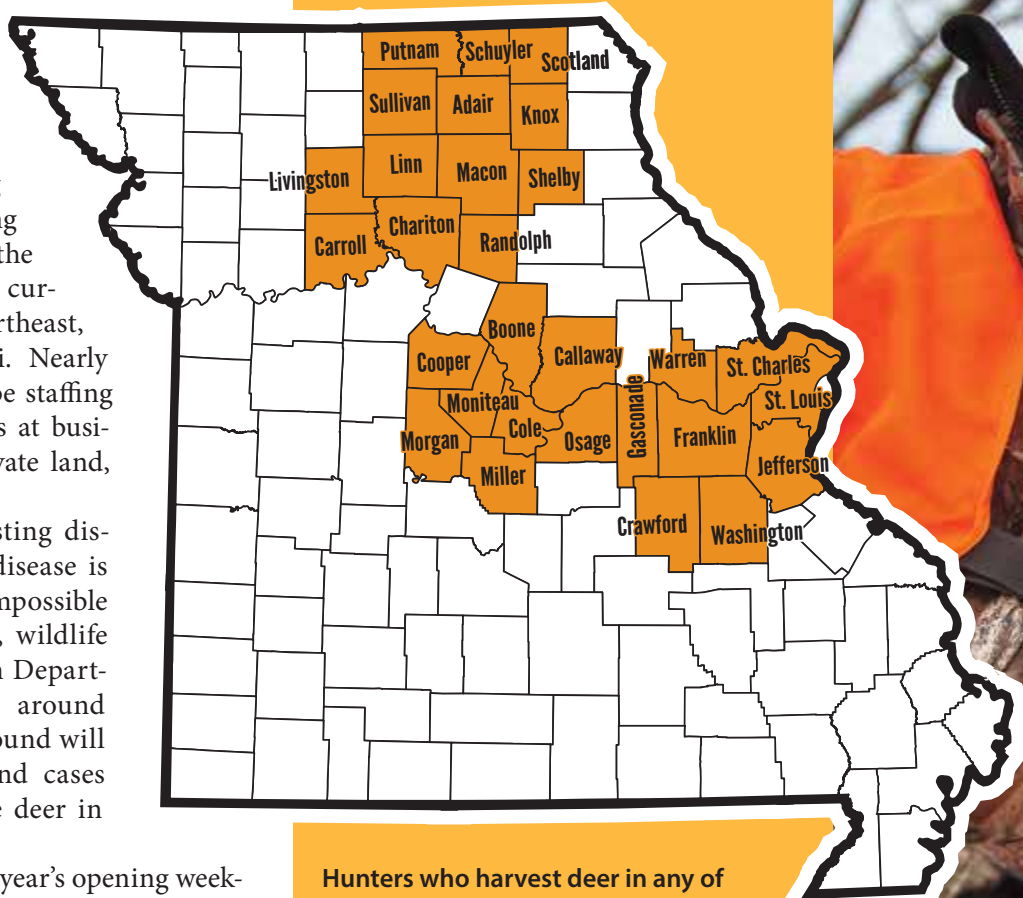 ng
the
cur-
rtheast,
i. Nearly
be staffing
s at busi-
vate land,
sting dis-
disease is
mpossible
, wildlife
n Depart-
around
ound will
nd cases
e deer in
year's opening week-
Putnam
Schuyler
Scotland
Sullivan
Adair
Knox
Livingston
Linn
Macon
Shelby
Carroll
Chariton
Randolph
Boone
Cooper
Callaway
Warren
St. Charles
Moniteau
St. Louis
Morgan
Cole
Osage
Gasconade
Franklin
Miller
Jefferson
Crawford
Washington
Hunters who harvest deer in any of